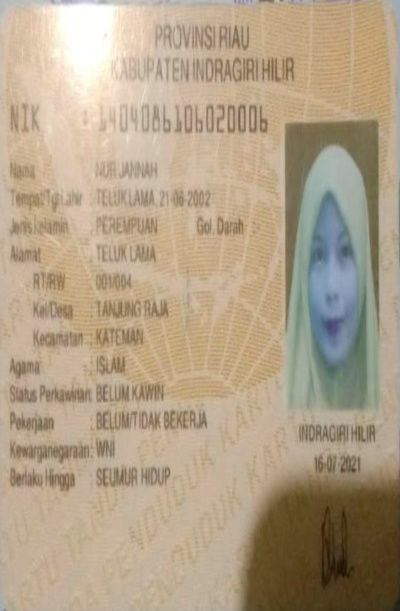 PROVINSI RIAU
KABUPATEN INDRAGIRI HILIR
NIK : 1404086106020006
Nama : NUR JANNAH
Tempat/Tgl Lahir : TELUK LAMA, 21-06-2002
Jenis kelamin : PEREMPUAN Gol. Darah :
Alamat : TELUK LAMA
RT/RW : 001/004
Kel/Desa : TANJUNG RAJA
Kecamatan : KATEMAN
Agama : ISLAM
Status Perkawinan: BELUM KAWIN
Pekerjaan : BELUM/TIDAK BEKERJA
Kewarganegaraan: WNI
Berlaku Hingga : SEUMUR HIDUP
INDRAGIRI HILIR
16-07-2021